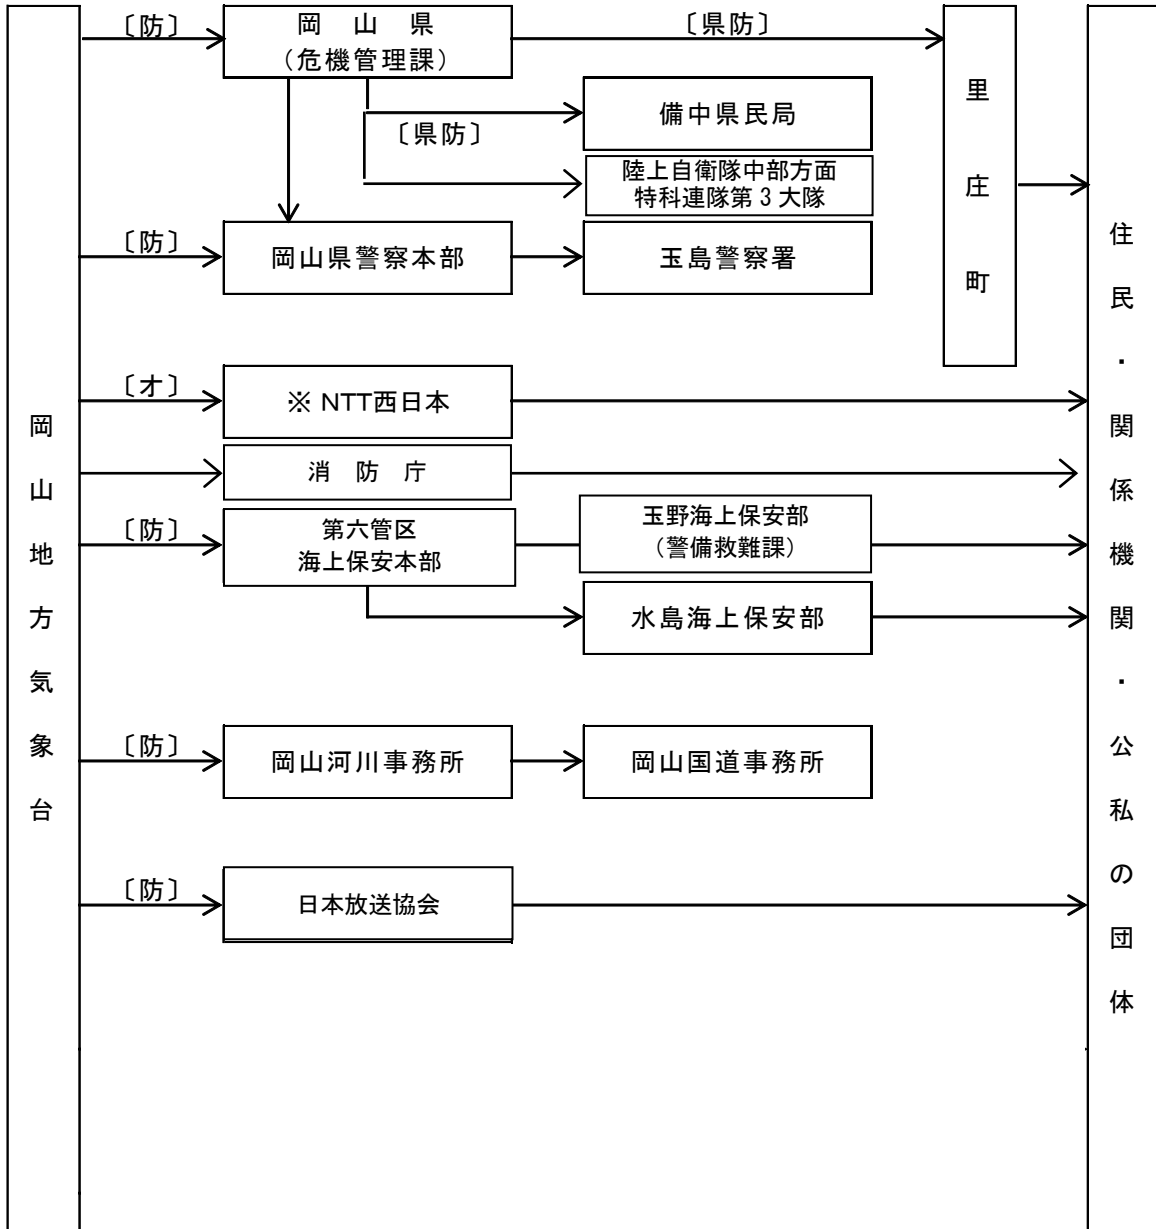 〔防〕
岡山県
（危機管理課）
〔県防〕
里庄町
備中県民局
〔県防〕
陸上自衛隊中部方面
特科連隊第３大隊
〔防〕
岡山県警察本部
玉島警察署
〔オ〕
※ NTT西日本
消防庁
〔防〕
第六管区
海上保安本部
玉野海上保安部
（警備救難課）
水島海上保安部
〔防〕
岡山河川事務所
岡山国道事務所
〔防〕
日本放送協会
岡山地方気象台
住民・関係機関・公私の団体